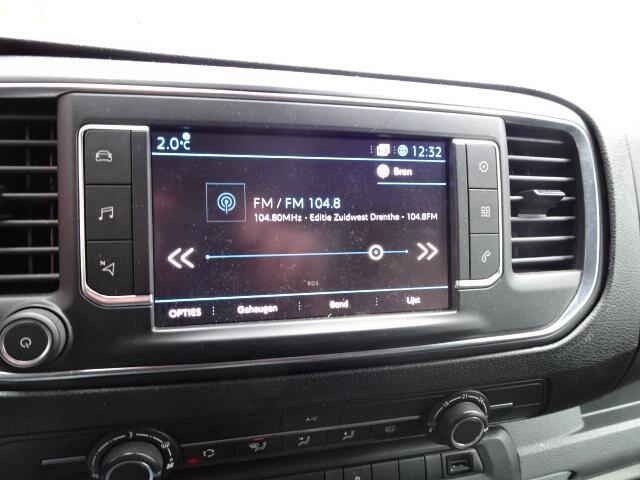 2.0°C
12:32
Bron
FM / FM 104.8
104.80MHz • Editie Zuidwest Drenthe • 104.8FM
RDS
OPTIES Geheugen Band Lijst
N
A/C